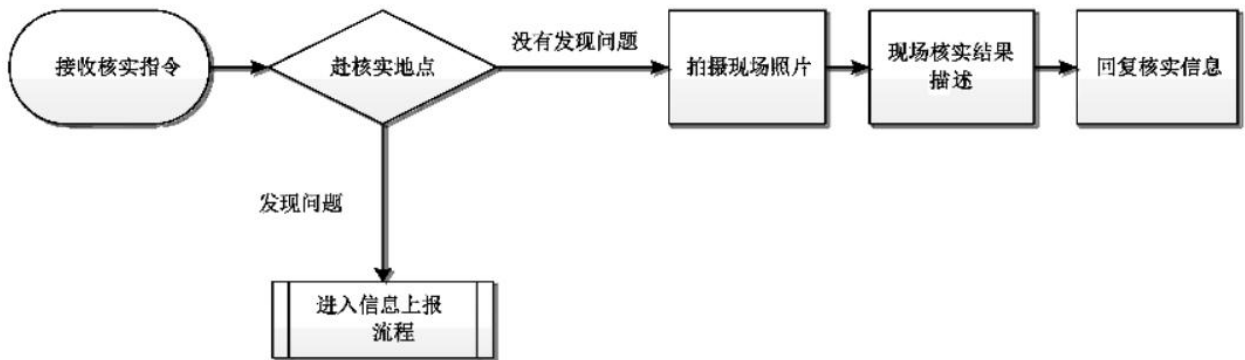 接收核实指令
赴核实地点
没有发现问题
拍摄现场照片
现场核实结果
描述
回复核实信息
发现问题
进入信息上报
流程